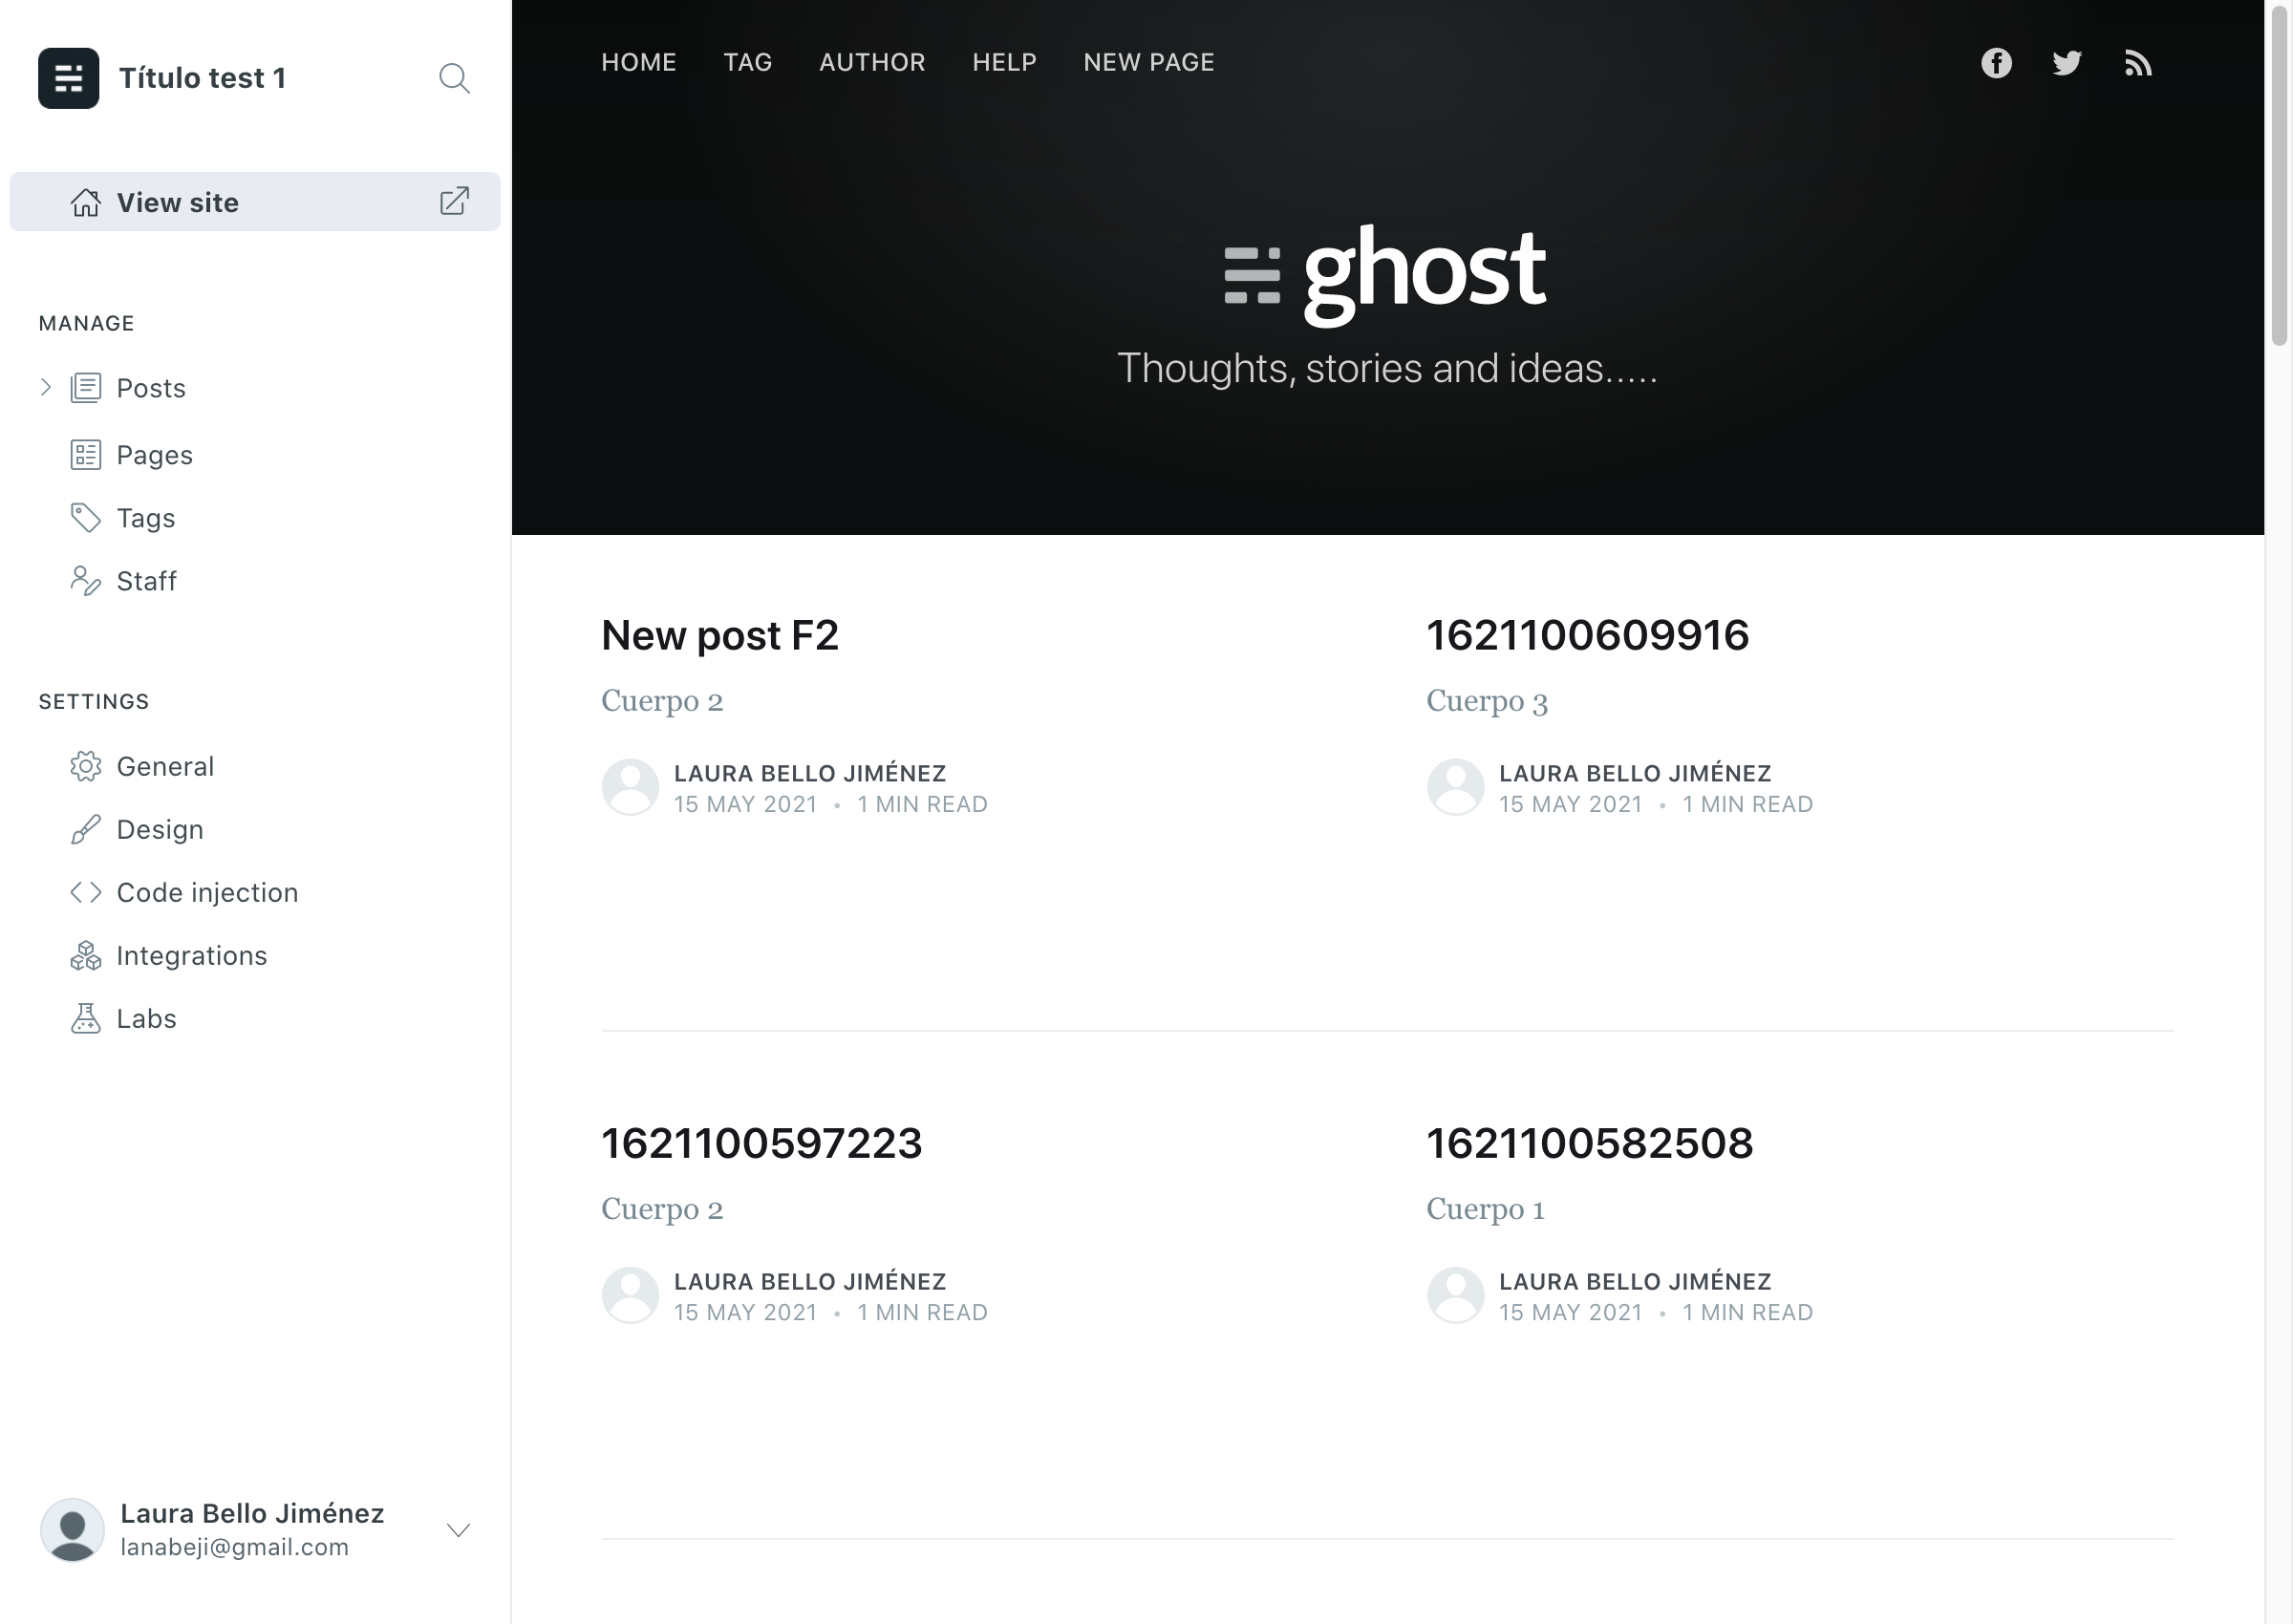 Título test 1
View site
MANAGE
Posts
Pages
Tags
Staff
SETTINGS
General
Design
Code injection
Integrations
Labs
Laura Bello Jiménez
lanabeji@gmail.com
HOME TAG AUTHOR HELP NEW PAGE
ghost
Thoughts, stories and ideas.....
New post F2
Cuerpo 2
LAURA BELLO JIMÉNEZ
15 MAY 2021 • 1 MIN READ
1621100609916
Cuerpo 3
LAURA BELLO JIMÉNEZ
15 MAY 2021 • 1 MIN READ
1621100597223
Cuerpo 2
LAURA BELLO JIMÉNEZ
15 MAY 2021 • 1 MIN READ
1621100582508
Cuerpo 1
LAURA BELLO JIMÉNEZ
15 MAY 2021 • 1 MIN READ